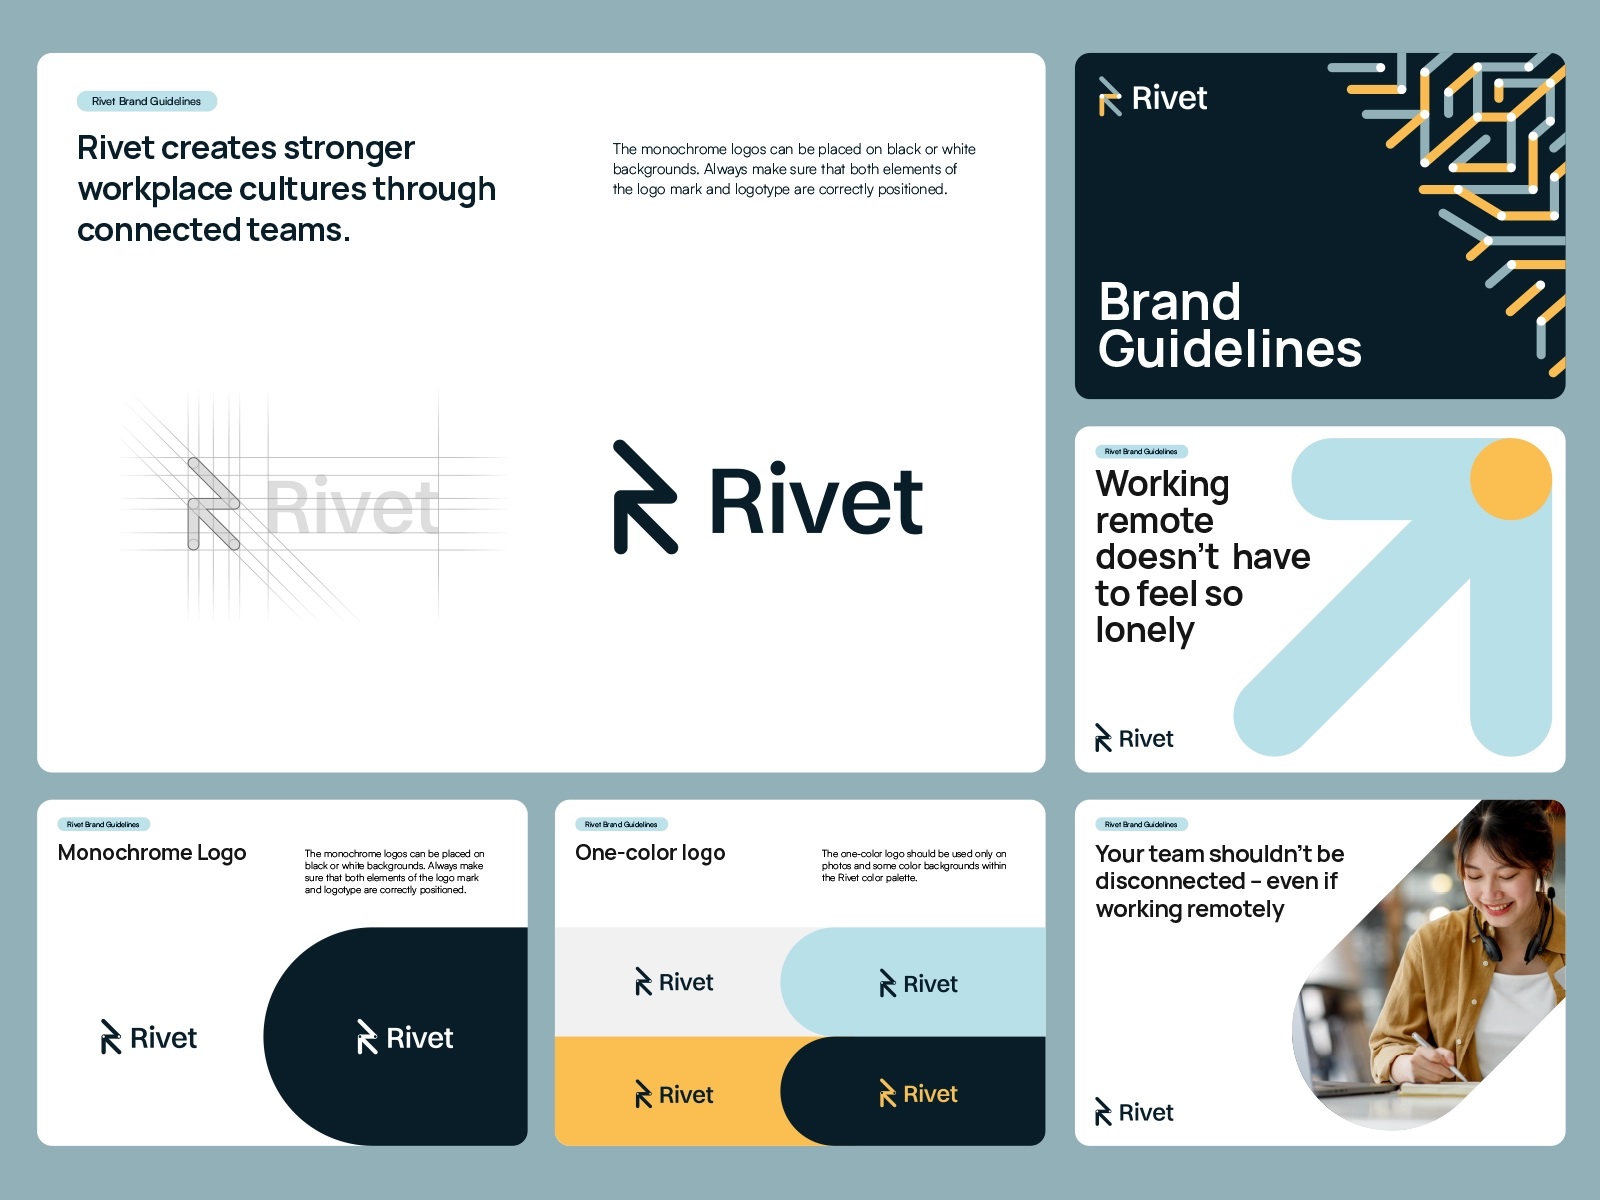 Rivet Brand Guidelines
Rivet creates stronger
workplace cultures through
connected teams.
The monochrome logos can be placed on black or white
backgrounds. Always make sure that both elements of
the logo mark and logotype are correctly positioned.
Rivet
Rivet
Rivet
Brand
Guidelines
Rivet Brand Guidelines
Working
remote
doesn't have
to feel so
lonely
Rivet
Rivet Brand Guidelines
Monochrome Logo
The monochrome logos can be placed on
black or white backgrounds. Always make
sure that both elements of the logo mark
and logotype are correctly positioned.
Rivet
Rivet
Rivet Brand Guidelines
One-color logo
The one-color logo should be used only on
photos and some color backgrounds within
the Rivet color palette.
Rivet
Rivet
Rivet
Rivet
Rivet Brand Guidelines
Your team shouldn't be
disconnected – even if
working remotely
Rivet